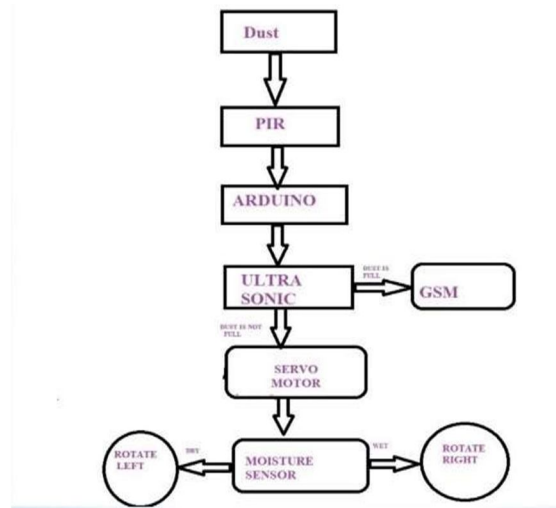 Dust
PIR
ARDUINO
ULTRA
SONIC
DUST IS
FULL
GSM
DUST IS NOT
FULL
SERVO
MOTOR
ROTATE
LEFT
DRY
MOISTURE
SENSOR
WET
ROTATE
RIGHT